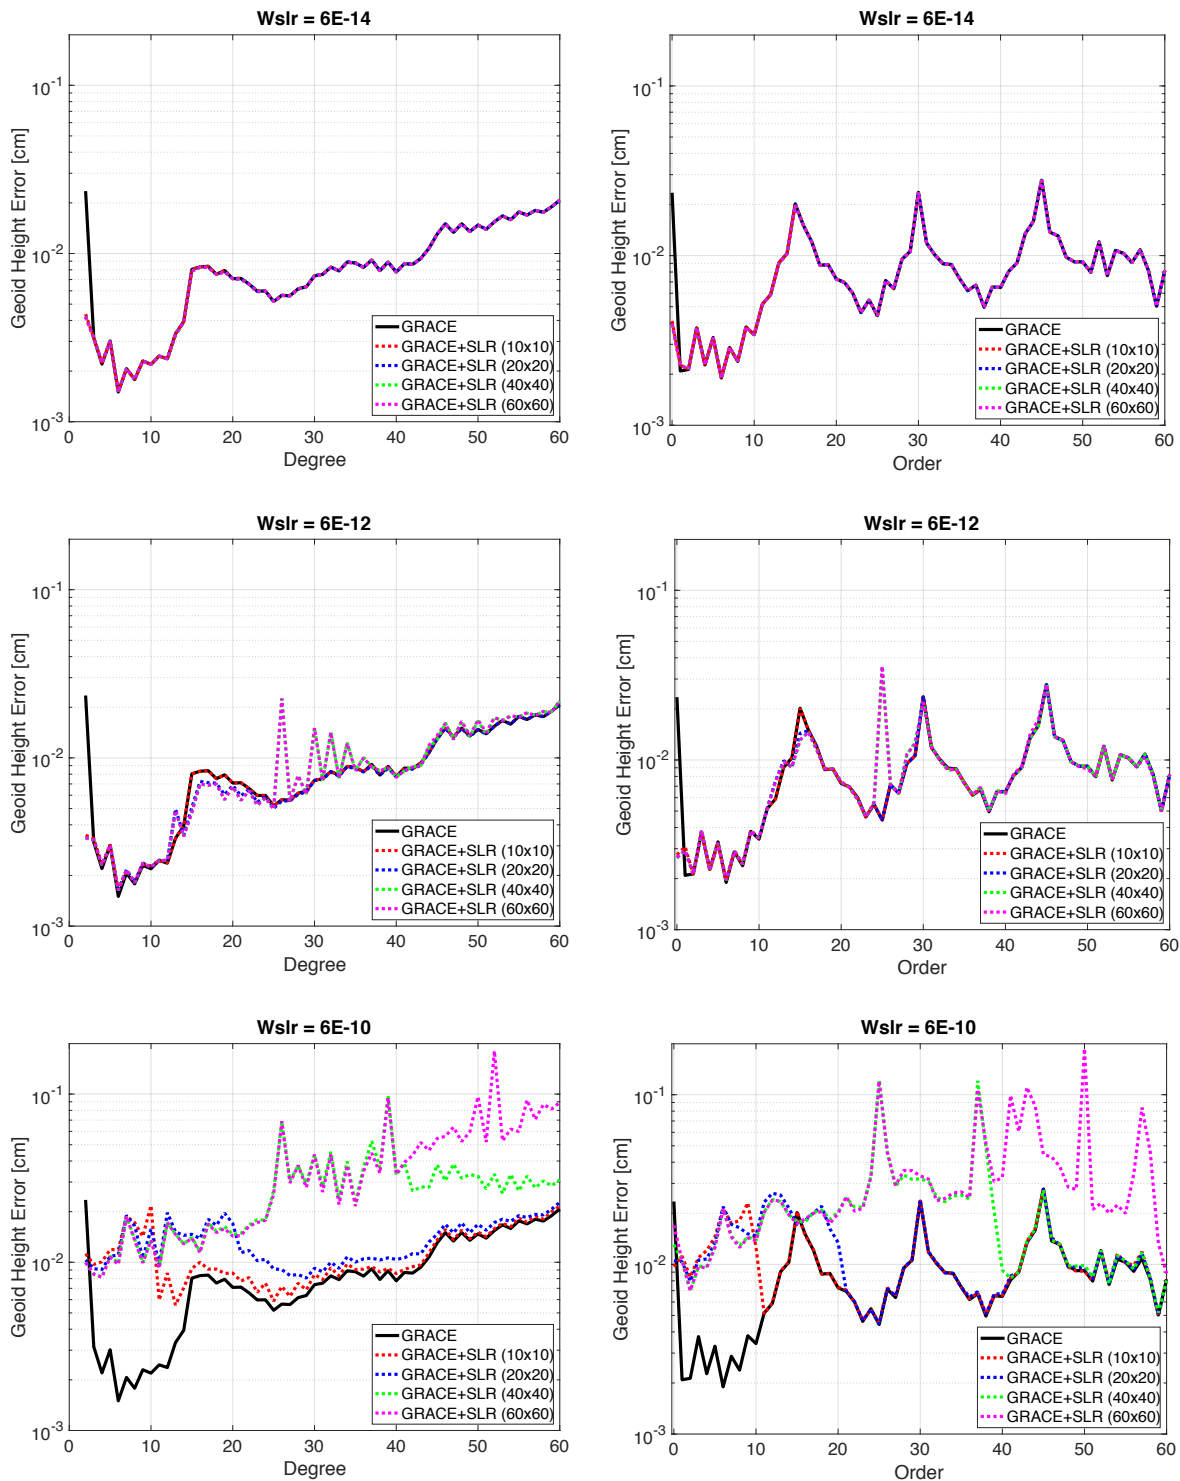 Wslr = 6E-14
Geoid Height Error [cm]
10^-1
10^-2
10^-3
0 10 20 30 40 50 60
Degree
GRACE
GRACE+SLR (10x10)
GRACE+SLR (20x20)
GRACE+SLR (40x40)
GRACE+SLR (60x60)
Wslr = 6E-14
Geoid Height Error [cm]
10^-1
10^-2
10^-3
0 10 20 30 40 50 60
Order
GRACE
GRACE+SLR (10x10)
GRACE+SLR (20x20)
GRACE+SLR (40x40)
GRACE+SLR (60x60)
Wslr = 6E-12
Geoid Height Error [cm]
10^-1
10^-2
10^-3
0 10 20 30 40 50 60
Degree
GRACE
GRACE+SLR (10x10)
GRACE+SLR (20x20)
GRACE+SLR (40x40)
GRACE+SLR (60x60)
Wslr = 6E-12
Geoid Height Error [cm]
10^-1
10^-2
10^-3
0 10 20 30 40 50 60
Order
GRACE
GRACE+SLR (10x10)
GRACE+SLR (20x20)
GRACE+SLR (40x40)
GRACE+SLR (60x60)
Wslr = 6E-10
Geoid Height Error [cm]
10^-1
10^-2
10^-3
0 10 20 30 40 50 60
Degree
GRACE
GRACE+SLR (10x10)
GRACE+SLR (20x20)
GRACE+SLR (40x40)
GRACE+SLR (60x60)
Wslr = 6E-10
Geoid Height Error [cm]
10^-1
10^-2
10^-3
0 10 20 30 40 50 60
Order
GRACE
GRACE+SLR (10x10)
GRACE+SLR (20x20)
GRACE+SLR (40x40)
GRACE+SLR (60x60)